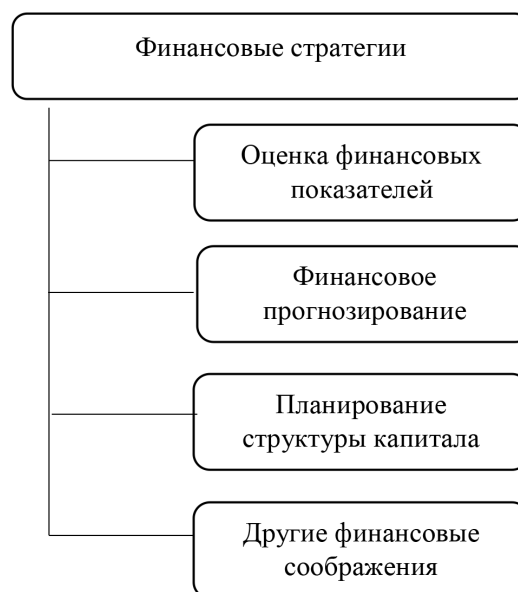 Финансовые стратегии
Оценка финансовых
показателей
Финансовое
прогнозирование
Планирование
структуры капитала
Другие финансовые
соображения